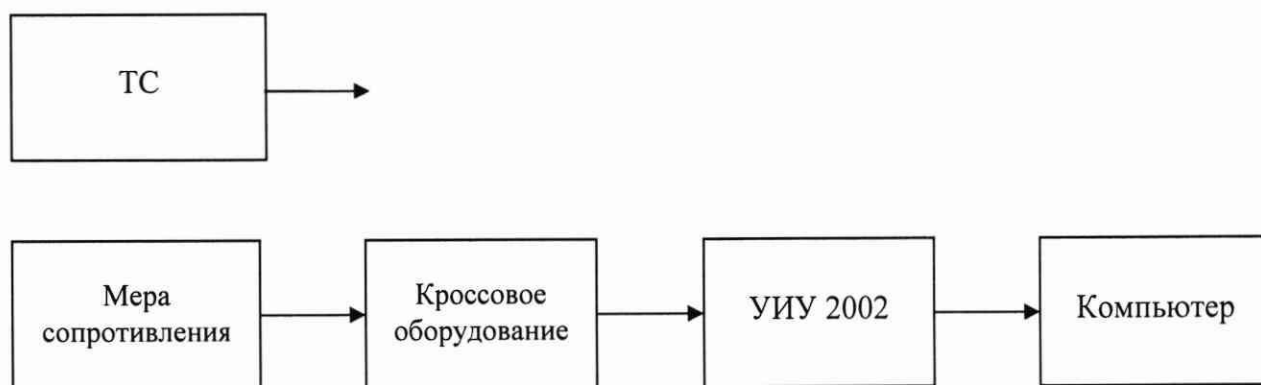 ТС
Мера
сопротивления
Кроссовое
оборудование
УИУ 2002
Компьютер